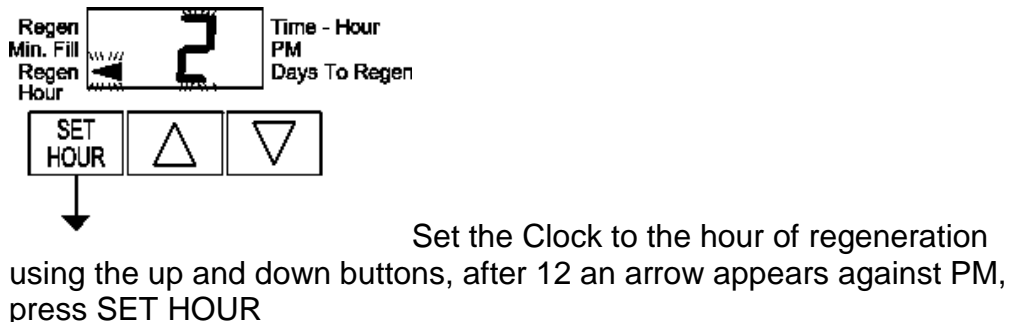 Regen
Min. Fill
Regen
Hour
2
Time - Hour
PM
Days To Regen
SET
HOUR
Set the Clock to the hour of regeneration
using the up and down buttons, after 12 an arrow appears against PM,
press SET HOUR